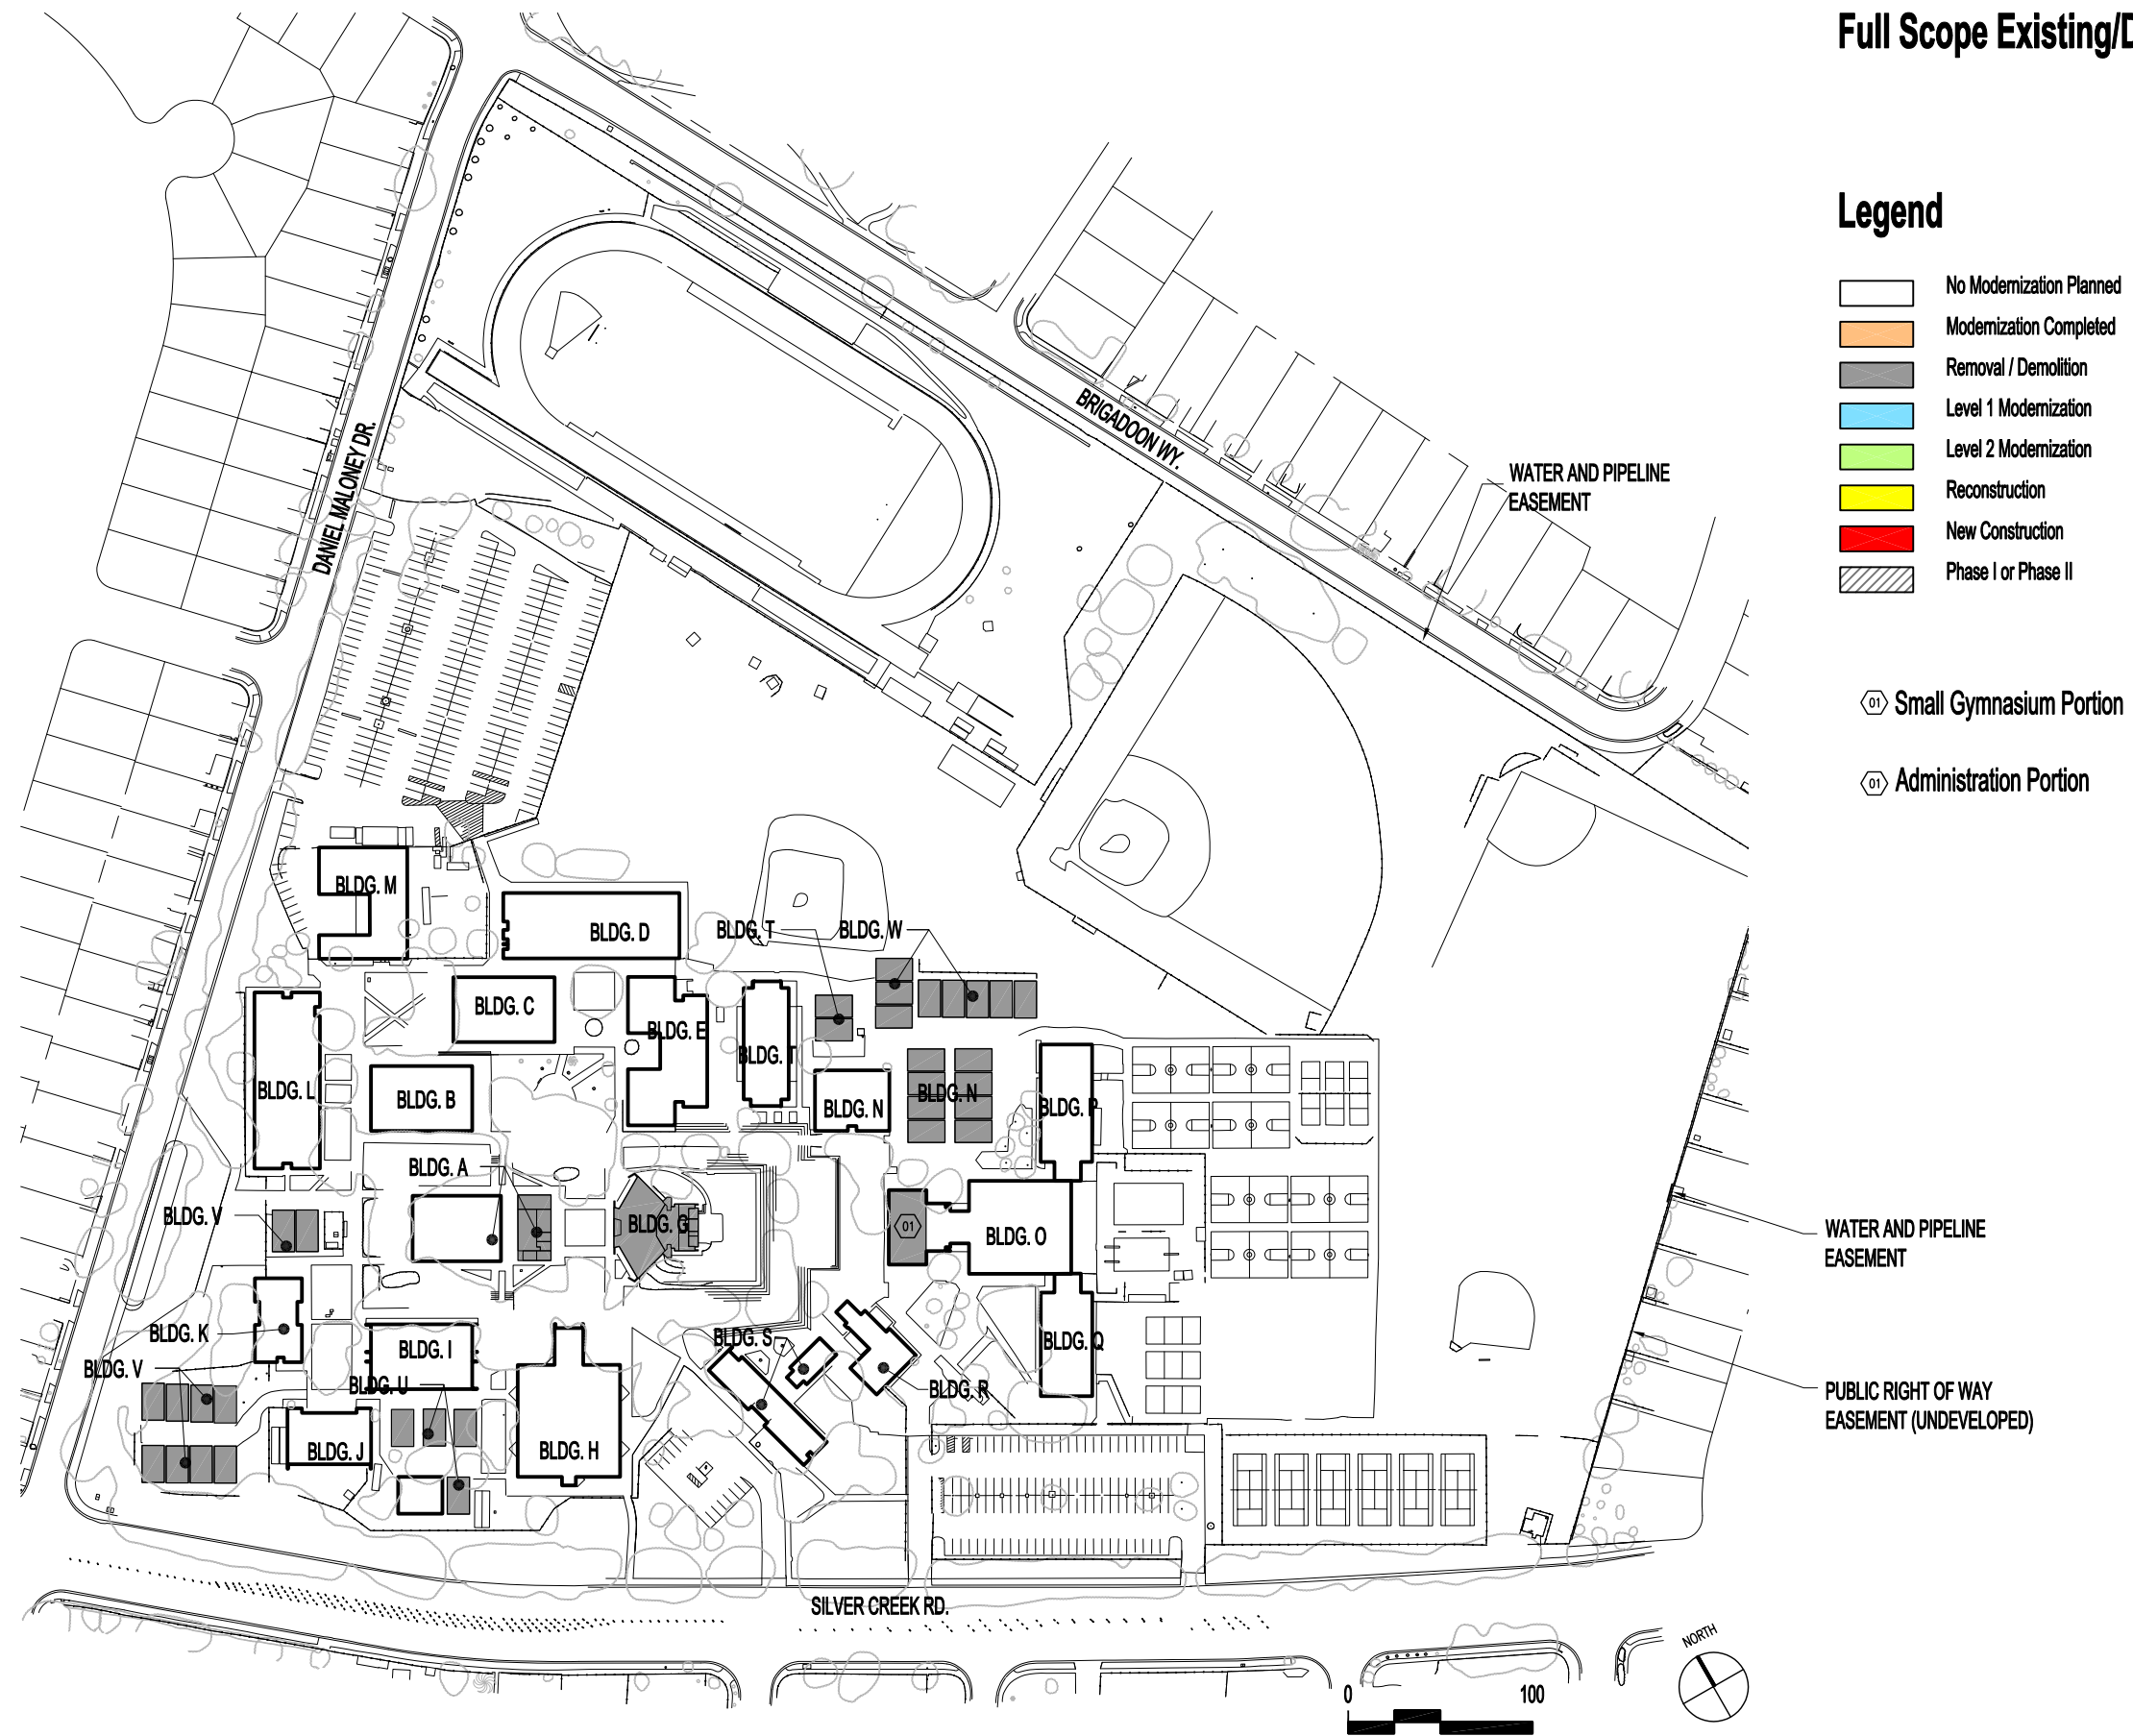 Full Scope Existing/D
Legend
No Modernization Planned
Modernization Completed
Removal / Demolition
Level 1 Modernization
Level 2 Modernization
Reconstruction
New Construction
Phase I or Phase II
01 Small Gymnasium Portion
01 Administration Portion
DANIEL MALONEY DR.
BRIGADOON WY.
WATER AND PIPELINE
EASEMENT
BLDG. M
BLDG. D
BLDG. T
BLDG. W
BLDG. C
BLDG. E
BLDG. T
BLDG. L
BLDG. B
BLDG. N
BLDG. N
BLDG. P
BLDG. A
BLDG. V
BLDG. G
01
BLDG. O
WATER AND PIPELINE
EASEMENT
BLDG. K
BLDG. I
BLDG. S
BLDG. Q
BLDG. V
BLDG. U
BLDG. R
PUBLIC RIGHT OF WAY
EASEMENT (UNDEVELOPED)
BLDG. J
BLDG. H
SILVER CREEK RD.
NORTH
0
100